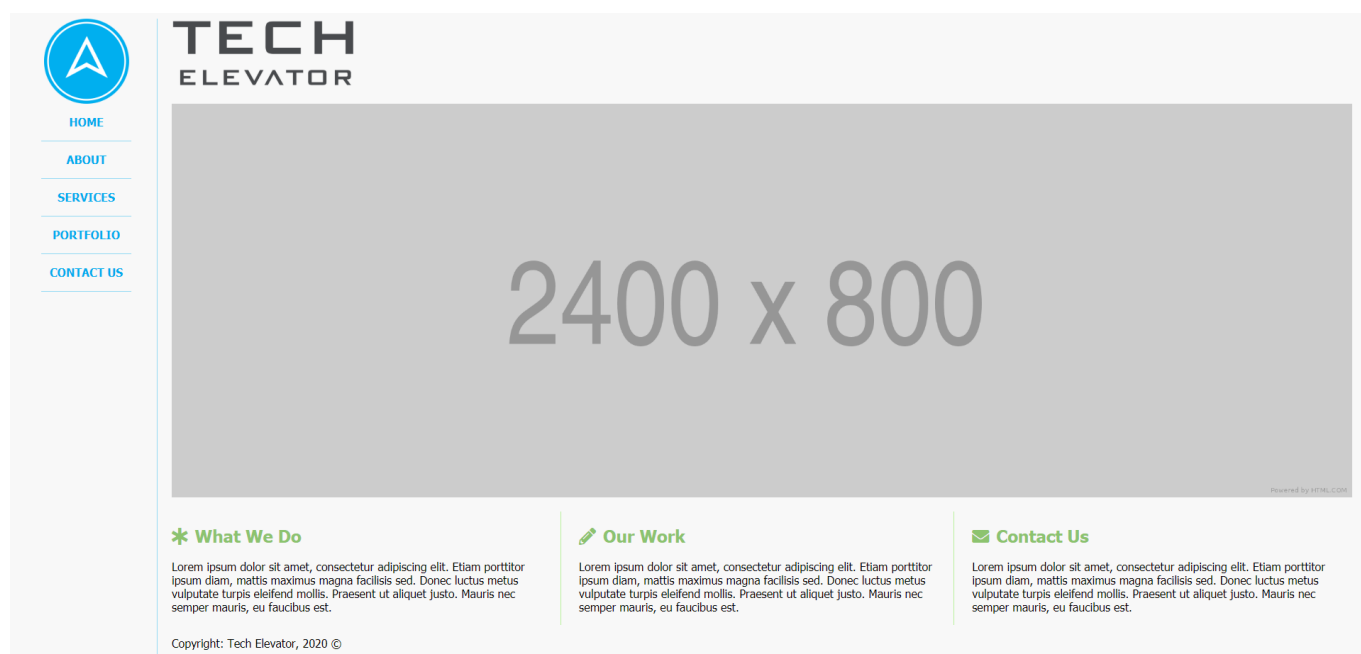 TECH
ELEVATOR
HOME
ABOUT
SERVICES
PORTFOLIO
CONTACT US
2400 x 800
Powered by HTML.COM
What We Do
Lorem ipsum dolor sit amet, consectetur adipiscing elit. Etiam porttitor
ipsum diam, mattis maximus magna facilisis sed. Donec luctus metus
vulputate turpis eleifend mollis. Praesent ut aliquet justo. Mauris nec
semper mauris, eu faucibus est.
Our Work
Lorem ipsum dolor sit amet, consectetur adipiscing elit. Etiam porttitor
ipsum diam, mattis maximus magna facilisis sed. Donec luctus metus
vulputate turpis eleifend mollis. Praesent ut aliquet justo. Mauris nec
semper mauris, eu faucibus est.
Contact Us
Lorem ipsum dolor sit amet, consectetur adipiscing elit. Etiam porttitor
ipsum diam, mattis maximus magna facilisis sed. Donec luctus metus
vulputate turpis eleifend mollis. Praesent ut aliquet justo. Mauris nec
semper mauris, eu faucibus est.
Copyright: Tech Elevator, 2020 ©